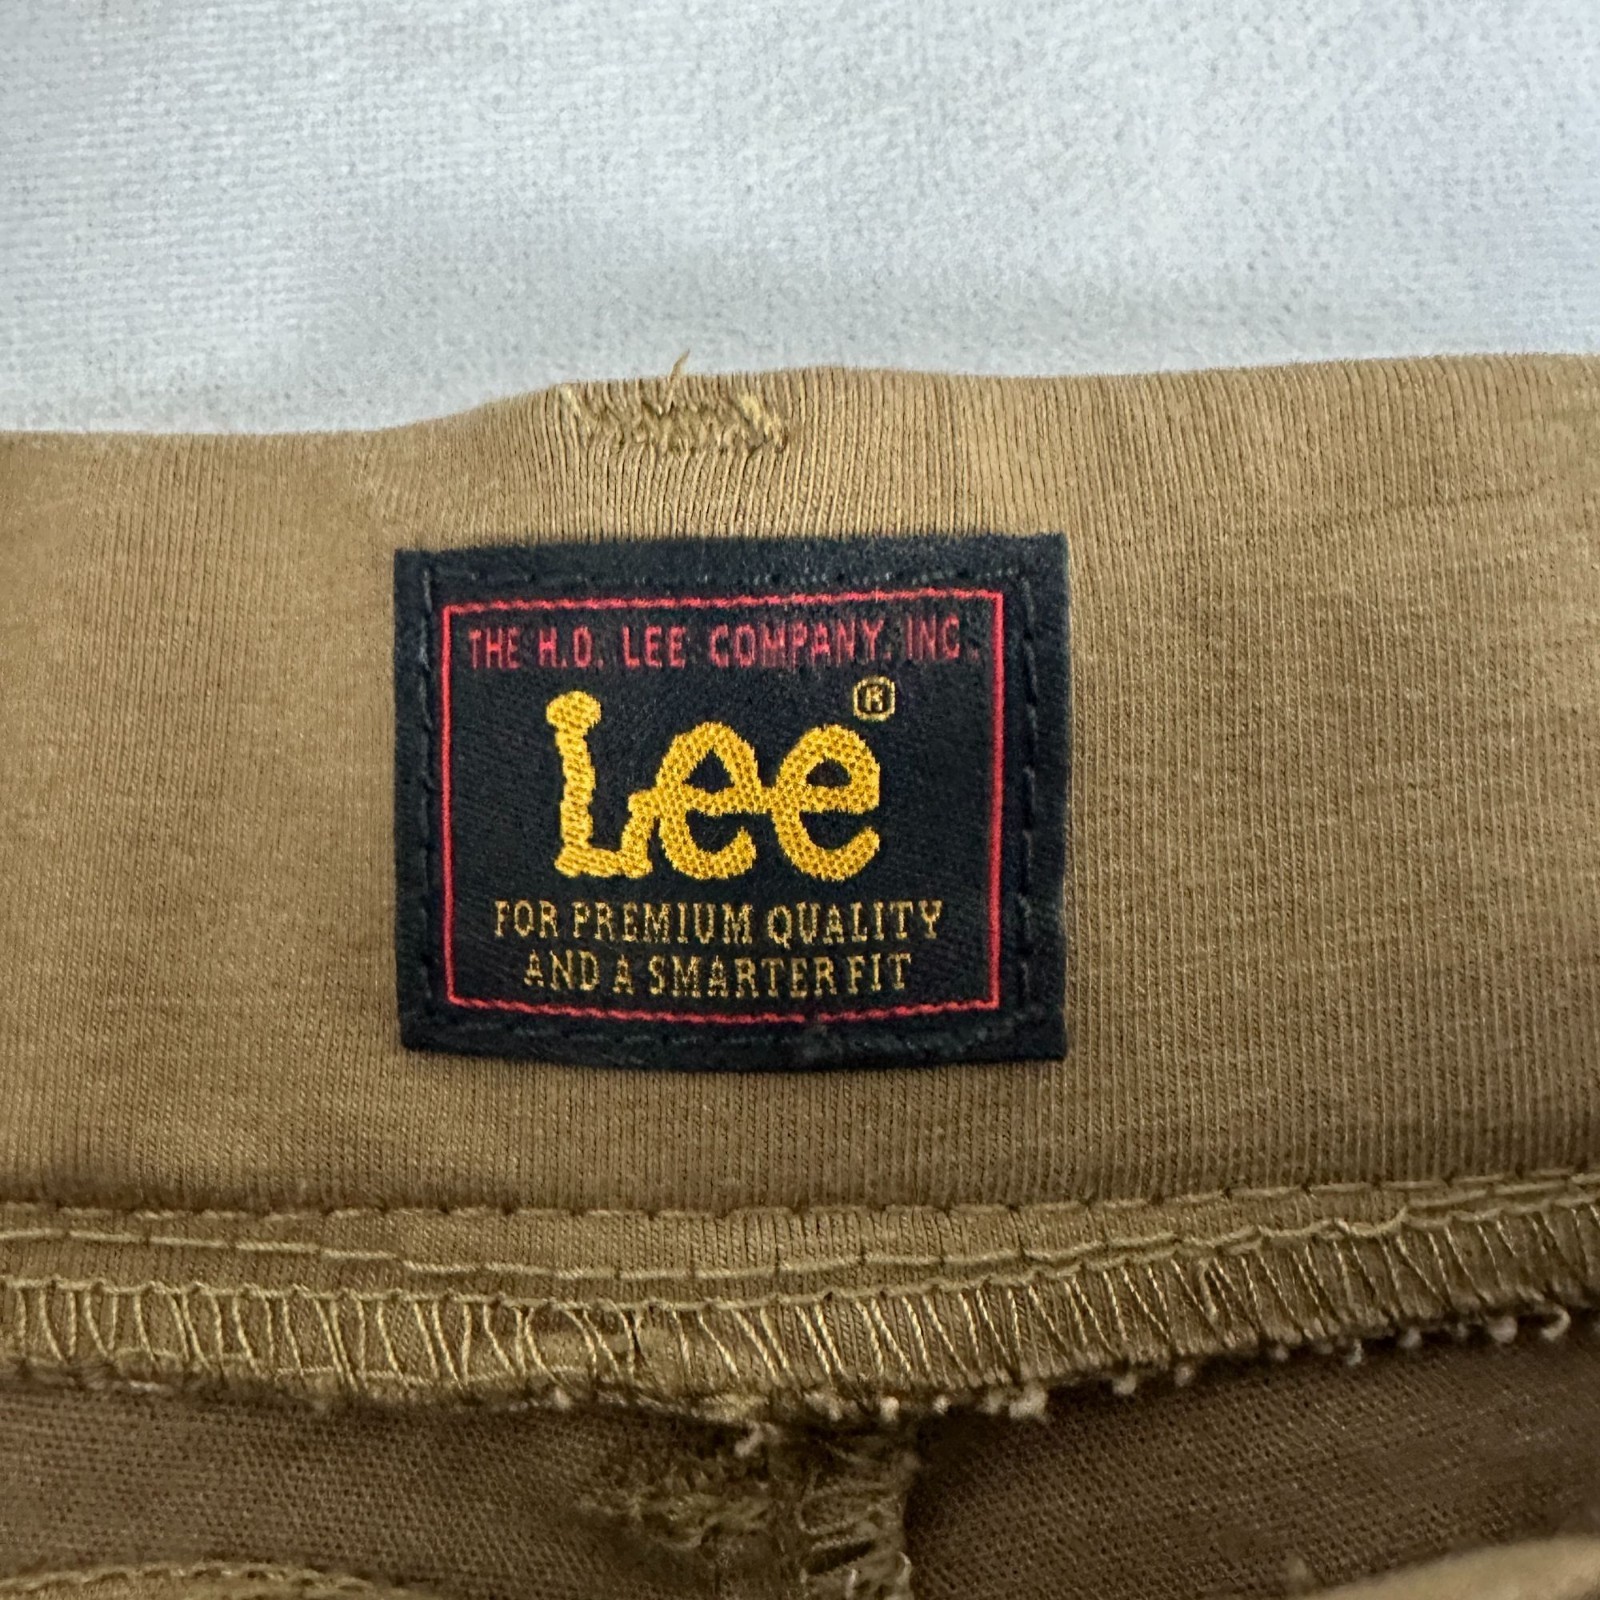 THE H.D. LEE COMPANY, INC.
Lee®
FOR PREMIUM QUALITY
AND A SMARTER FIT